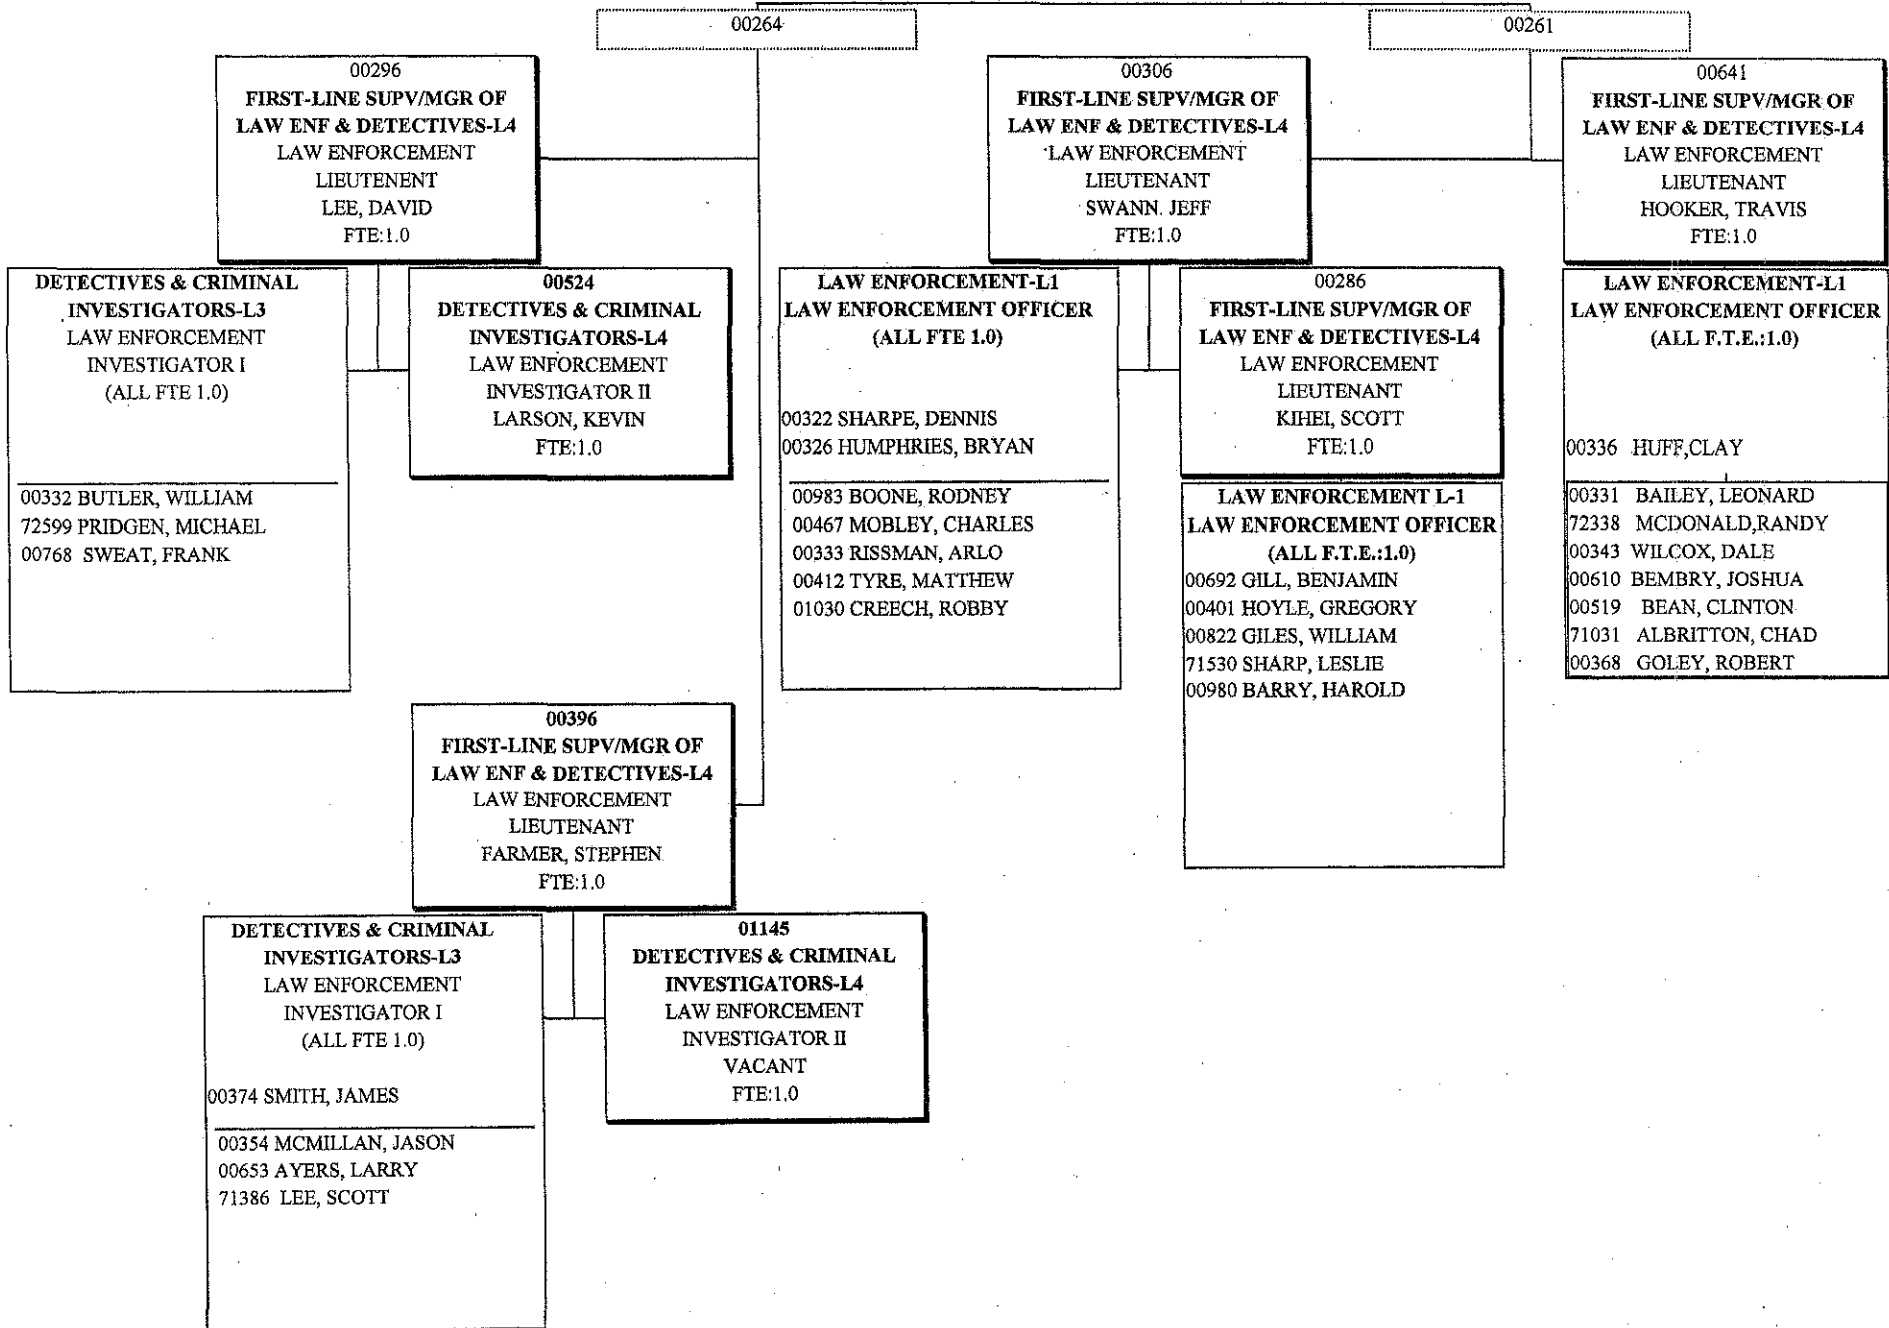 00264
00261
00296
FIRST-LINE SUPV/MGR OF
LAW ENF & DETECTIVES-L4
LAW ENFORCEMENT
LIEUTENENT
LEE, DAVID
FTE:1.0
00306
FIRST-LINE SUPV/MGR OF
LAW ENF & DETECTIVES-L4
LAW ENFORCEMENT
LIEUTENANT
SWANN. JEFF
FTE:1.0
00641
FIRST-LINE SUPV/MGR OF
LAW ENF & DETECTIVES-L4
LAW ENFORCEMENT
LIEUTENANT
HOOKER, TRAVIS
FTE:1.0
DETECTIVES & CRIMINAL
INVESTIGATORS-L3
LAW ENFORCEMENT
INVESTIGATOR I
(ALL FTE 1.0)
00332 BUTLER, WILLIAM
72599 PRIDGEN, MICHAEL
00768 SWEAT, FRANK
00524
DETECTIVES & CRIMINAL
INVESTIGATORS-L4
LAW ENFORCEMENT
INVESTIGATOR II
LARSON, KEVIN
FTE:1.0
LAW ENFORCEMENT-L1
LAW ENFORCEMENT OFFICER
(ALL FTE 1.0)
00322 SHARPE, DENNIS
00326 HUMPHRIES, BRYAN
00983 BOONE, RODNEY
00467 MOBLEY, CHARLES
00333 RISSMAN, ARLO
00412 TYRE, MATTHEW
01030 CREECH, ROBBY
00286
FIRST-LINE SUPV/MGR OF
LAW ENF & DETECTIVES-L4
LAW ENFORCEMENT
LIEUTENANT
KIHEI, SCOTT
FTE:1.0
LAW ENFORCEMENT L-1
LAW ENFORCEMENT OFFICER
(ALL F.T.E.:1.0)
00692 GILL, BENJAMIN
00401 HOYLE, GREGORY
00822 GILES, WILLIAM
71530 SHARP, LESLIE
00980 BARRY, HAROLD
LAW ENFORCEMENT-L1
LAW ENFORCEMENT OFFICER
(ALL F.T.E.:1.0)
00336 HUFF,CLAY
00331 BAILEY, LEONARD
72338 MCDONALD,RANDY
00343 WILCOX, DALE
00610 BEMBRY, JOSHUA
00519 BEAN, CLINTON
71031 ALBRITTON, CHAD
00368 GOLEY, ROBERT
00396
FIRST-LINE SUPV/MGR OF
LAW ENF & DETECTIVES-L4
LAW ENFORCEMENT
LIEUTENANT
FARMER, STEPHEN
FTE:1.0
DETECTIVES & CRIMINAL
INVESTIGATORS-L3
LAW ENFORCEMENT
INVESTIGATOR I
(ALL FTE 1.0)
00374 SMITH, JAMES
00354 MCMILLAN, JASON
00653 AYERS, LARRY
71386 LEE, SCOTT
01145
DETECTIVES & CRIMINAL
INVESTIGATORS-L4
LAW ENFORCEMENT
INVESTIGATOR II
VACANT
FTE:1.0